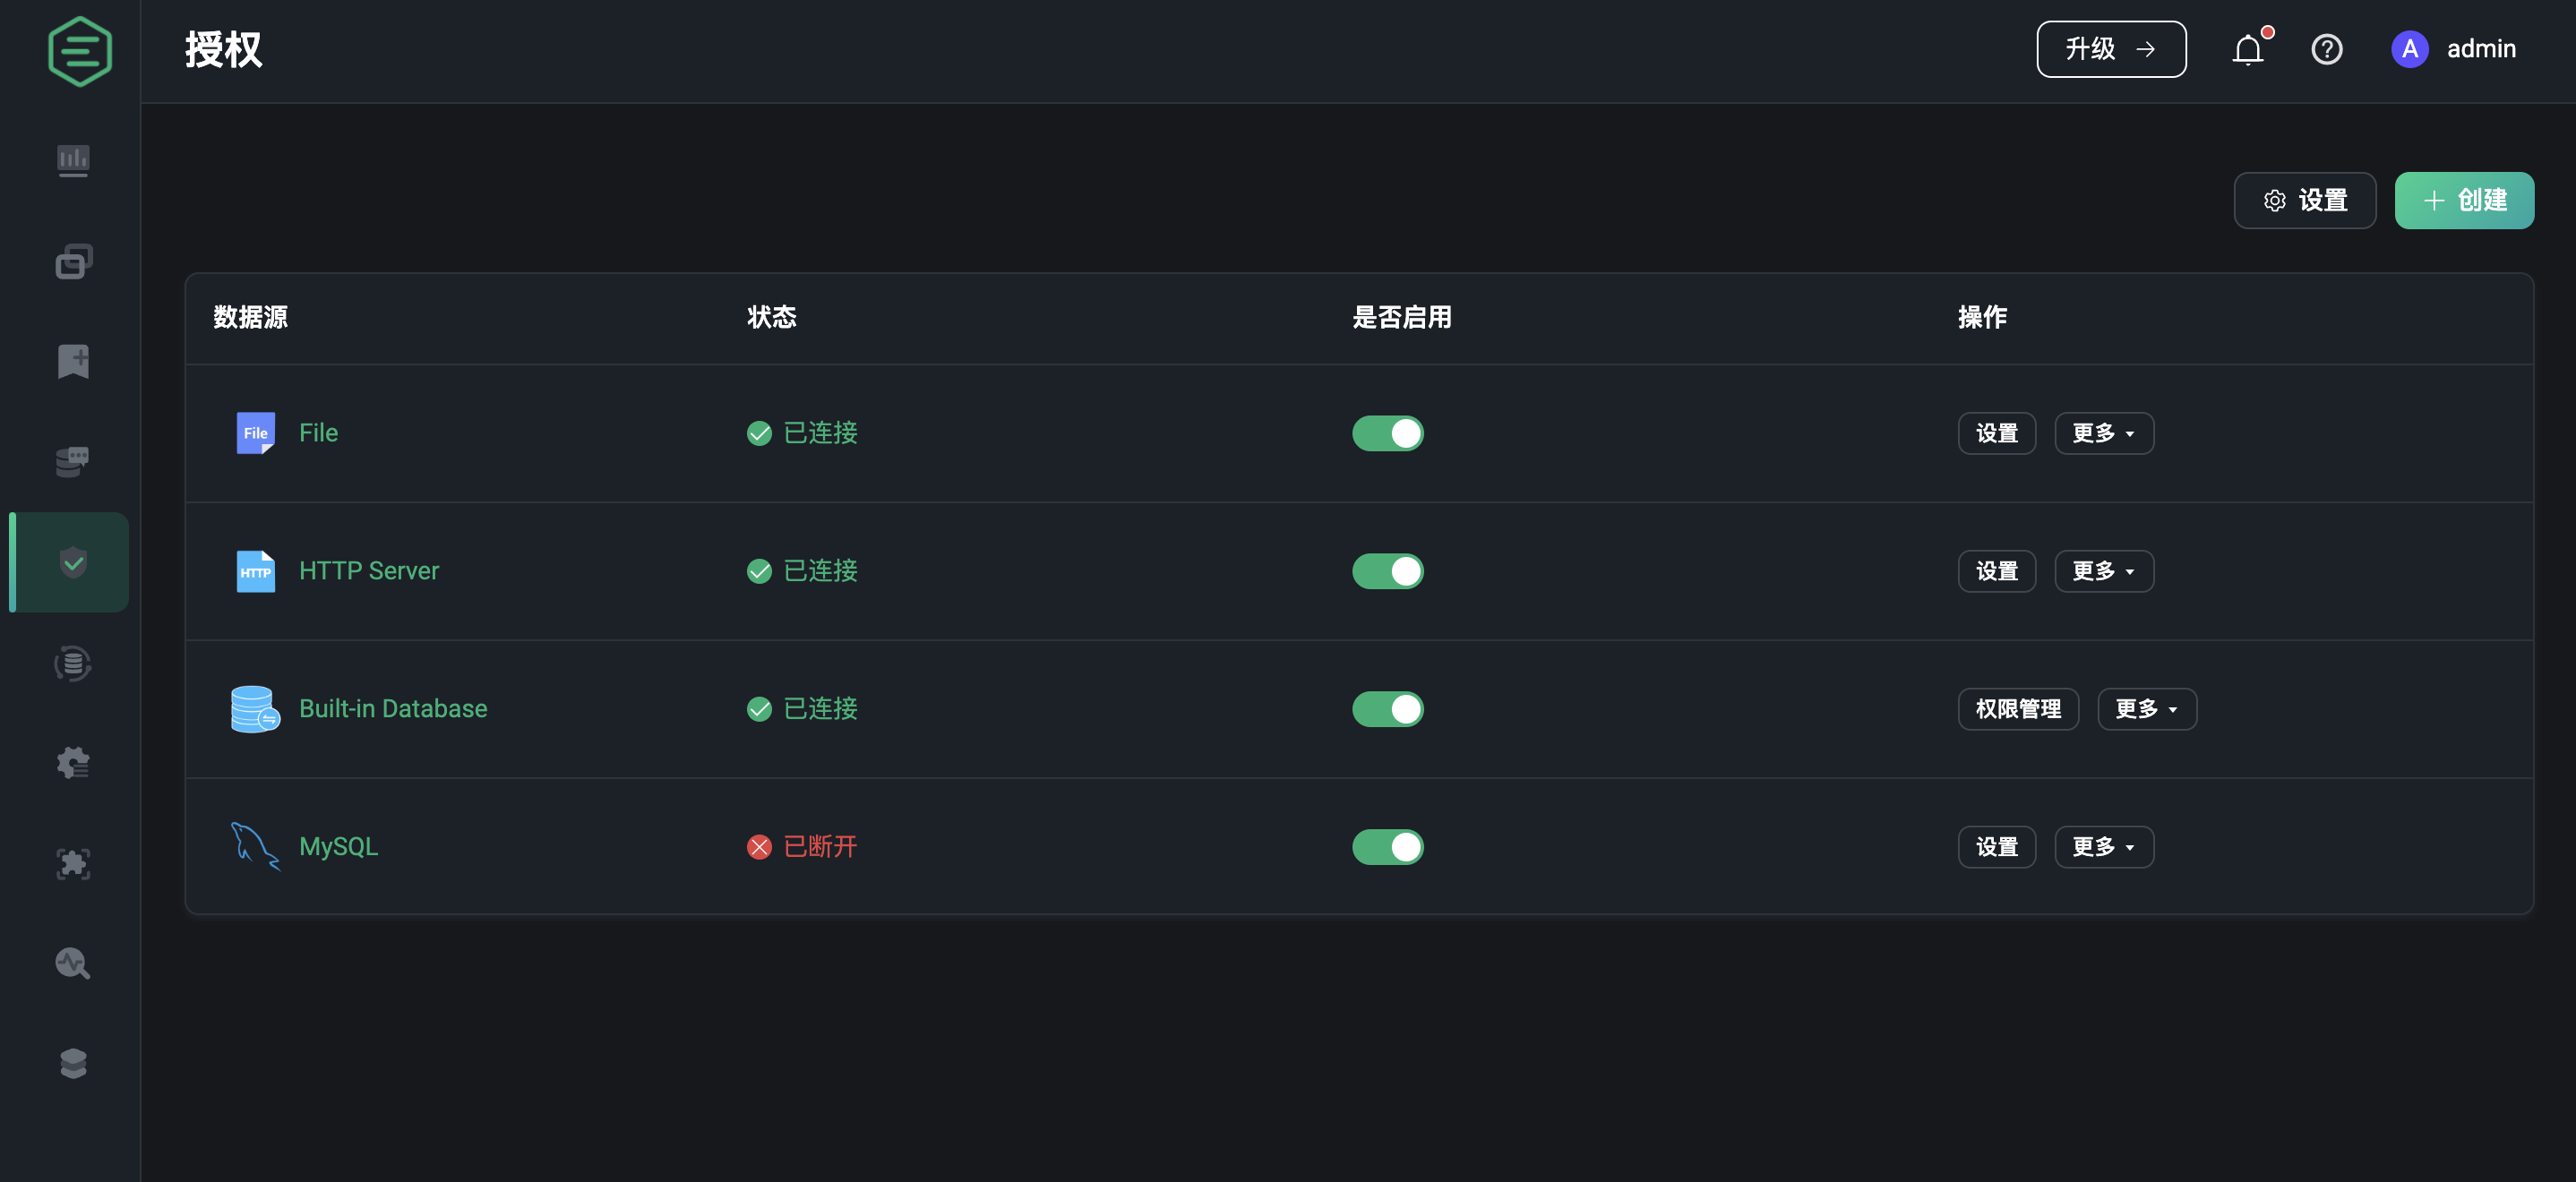 授权
升级
A
admin
设置
创建
数据源 状态 是否启用 操作
File File 已连接 设置 更多
HTTP HTTP Server 已连接 设置 更多
Built-in Database 已连接 权限管理 更多
MySQL 已断开 设置 更多